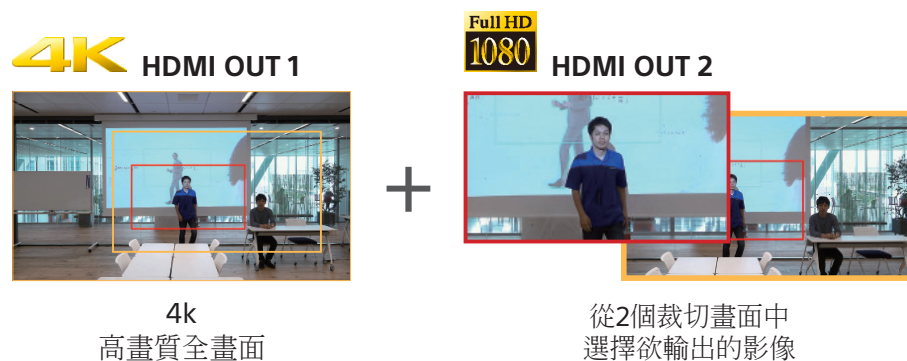 4K HDMI OUT 1
Full HD
1080 HDMI OUT 2
+
4k
高畫質全畫面
從2個裁切畫面中
選擇欲輸出的影像